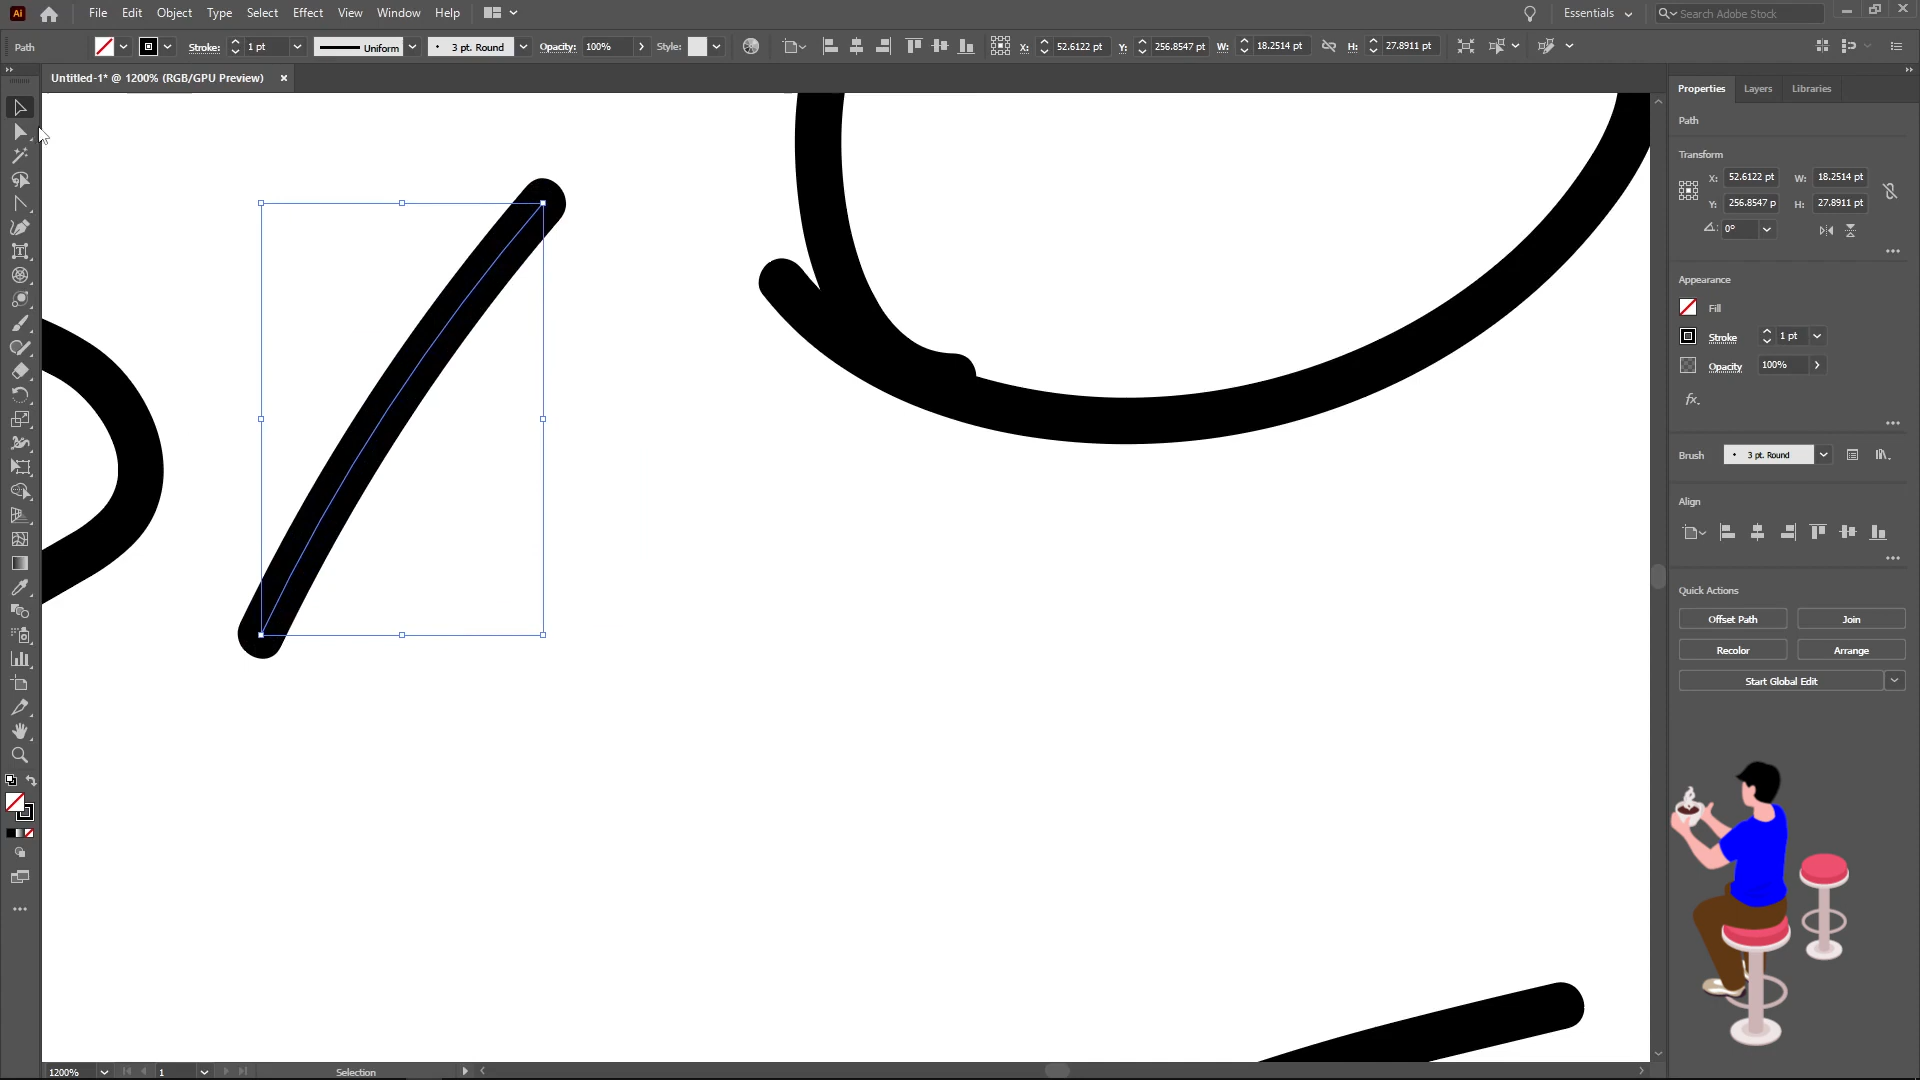 Ai File Edit Object Type Select Effect View Window Help Essentials Search Adobe Stock
Path Stroke: 1 pt Uniform 3 pt. Round Opacity: 100% Style: X: 52.6122 pt Y: 256.8547 pt W: 18.2514 pt H: 27.8911 pt
Untitled-1* @ 1200% (RGB/GPU Preview)
Properties Layers Libraries
Path
Transform
X: 52.6122 pt W: 18.2514 pt
Y: 256.8547 p H: 27.8911 pt
0°
Appearance
Fill
Stroke 1 pt
Opacity 100%
fx.
Brush 3 pt. Round
Align
Quick Actions
Offset Path Join
Recolor Arrange
Start Global Edit
1200% 1 Selection